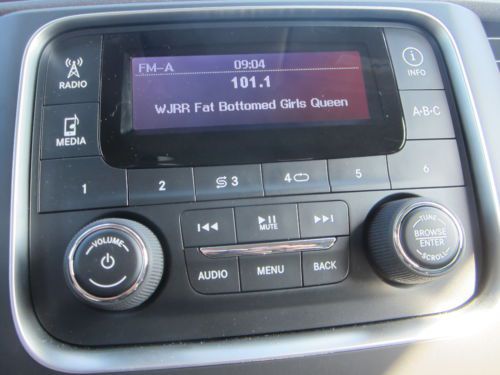 FM-A 09:04
101.1
WJRR Fat Bottomed Girls Queen
RADIO
MEDIA
i
INFO
A·B·C
1 2 3 4 5 6
VOLUME
MUTE
AUDIO MENU BACK
TUNE
BROWSE
ENTER
SCROLL